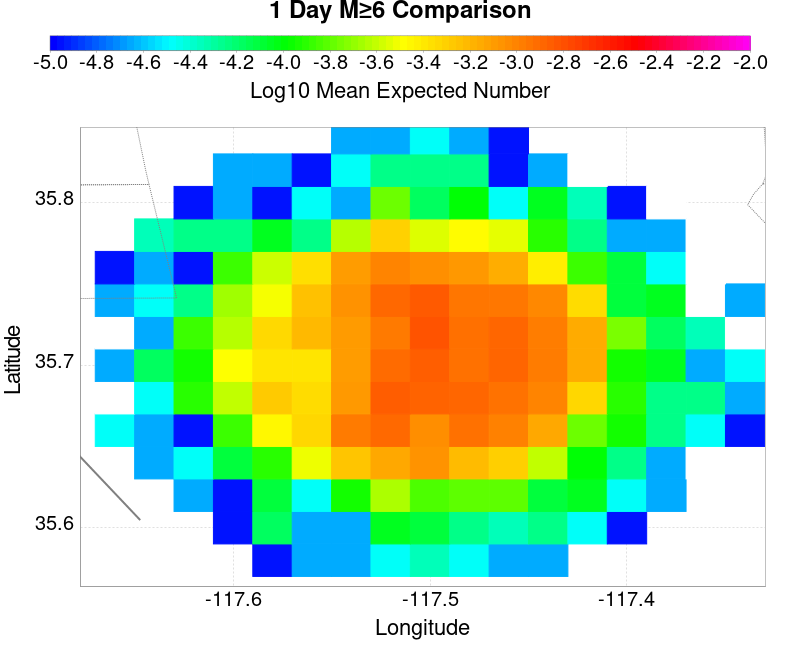 1 Day M≥6 Comparison
-5.0 -4.8 -4.6 -4.4 -4.2 -4.0 -3.8 -3.6 -3.4 -3.2 -3.0 -2.8 -2.6 -2.4 -2.2 -2.0
Log10 Mean Expected Number
35.8
35.7
35.6
Latitude
-117.6 -117.5 -117.4
Longitude